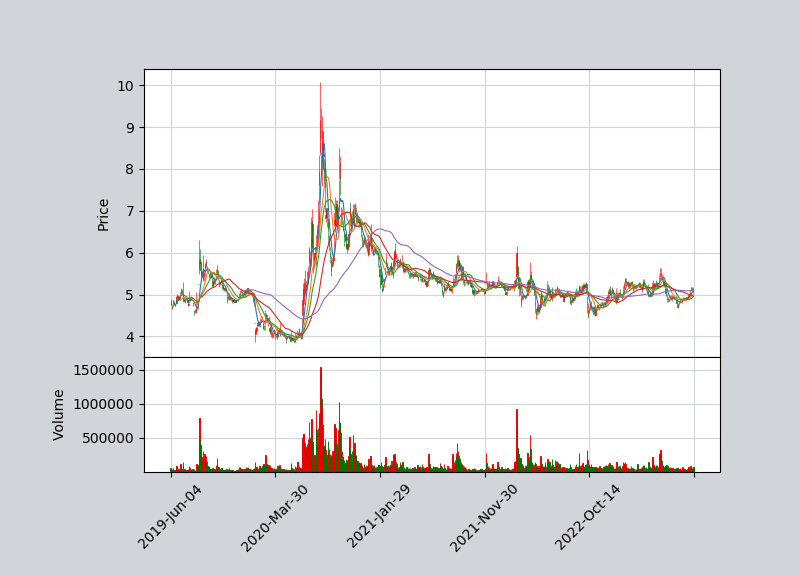 10
9
8
7
6
5
4
Price
1500000
1000000
500000
Volume
2019-Jun-04
2020-Mar-30
2021-Jan-29
2021-Nov-30
2022-Oct-14